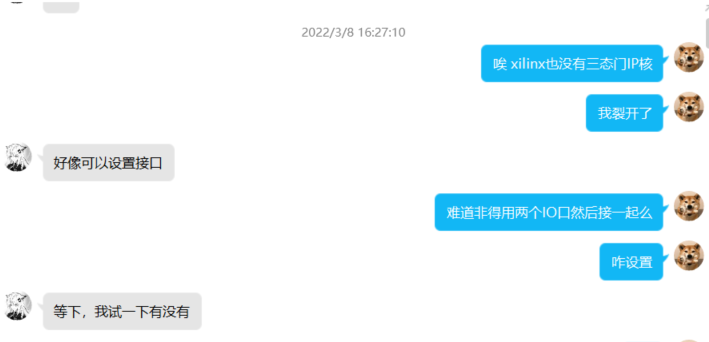 2022/3/8 16:27:10
唉 xilinx也没有三态门IP核
我裂开了
好像可以设置接口
难道非得用两个IO口然后接一起么
咋设置
等下，我试一下有没有